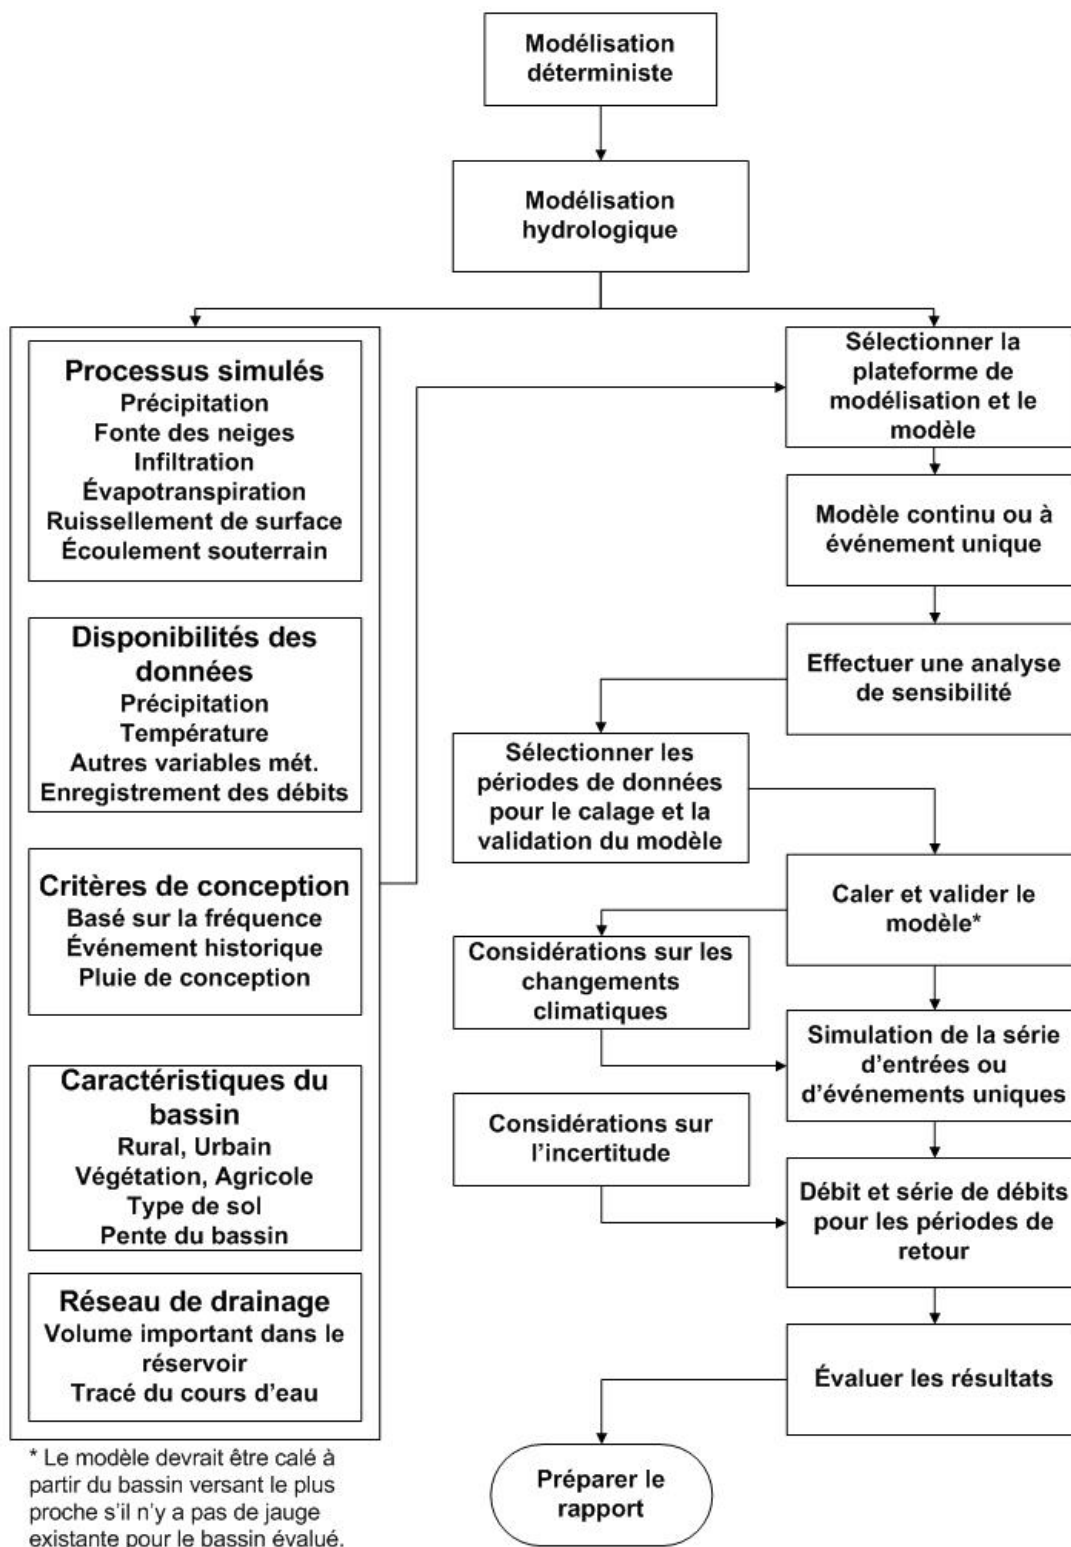 Modélisation
déterministe
Modélisation
hydrologique
Processus simulés
Précipitation
Fonte des neiges
Infiltration
Évapotranspiration
Ruissellement de surface
Écoulement souterrain
Disponibilités des
données
Précipitation
Température
Autres variables mét.
Enregistrement des débits
Critères de conception
Basé sur la fréquence
Événement historique
Pluie de conception
Caractéristiques du
bassin
Rural, Urbain
Végétation, Agricole
Type de sol
Pente du bassin
Réseau de drainage
Volume important dans le
réservoir
Tracé du cours d'eau
* Le modèle devrait être calé à
partir du bassin versant le plus
proche s'il n'y a pas de jauge
existante pour le bassin évalué.
Sélectionner la
plateforme de
modélisation et le
modèle
Modèle continu ou à
événement unique
Effectuer une analyse
de sensibilité
Sélectionner les
périodes de données
pour le calage et la
validation du modèle
Caler et valider le
modèle*
Considérations sur les
changements
climatiques
Simulation de la série
d'entrées ou
d'événements uniques
Considérations sur
l'incertitude
Débit et série de débits
pour les périodes de
retour
Évaluer les résultats
Préparer le
rapport